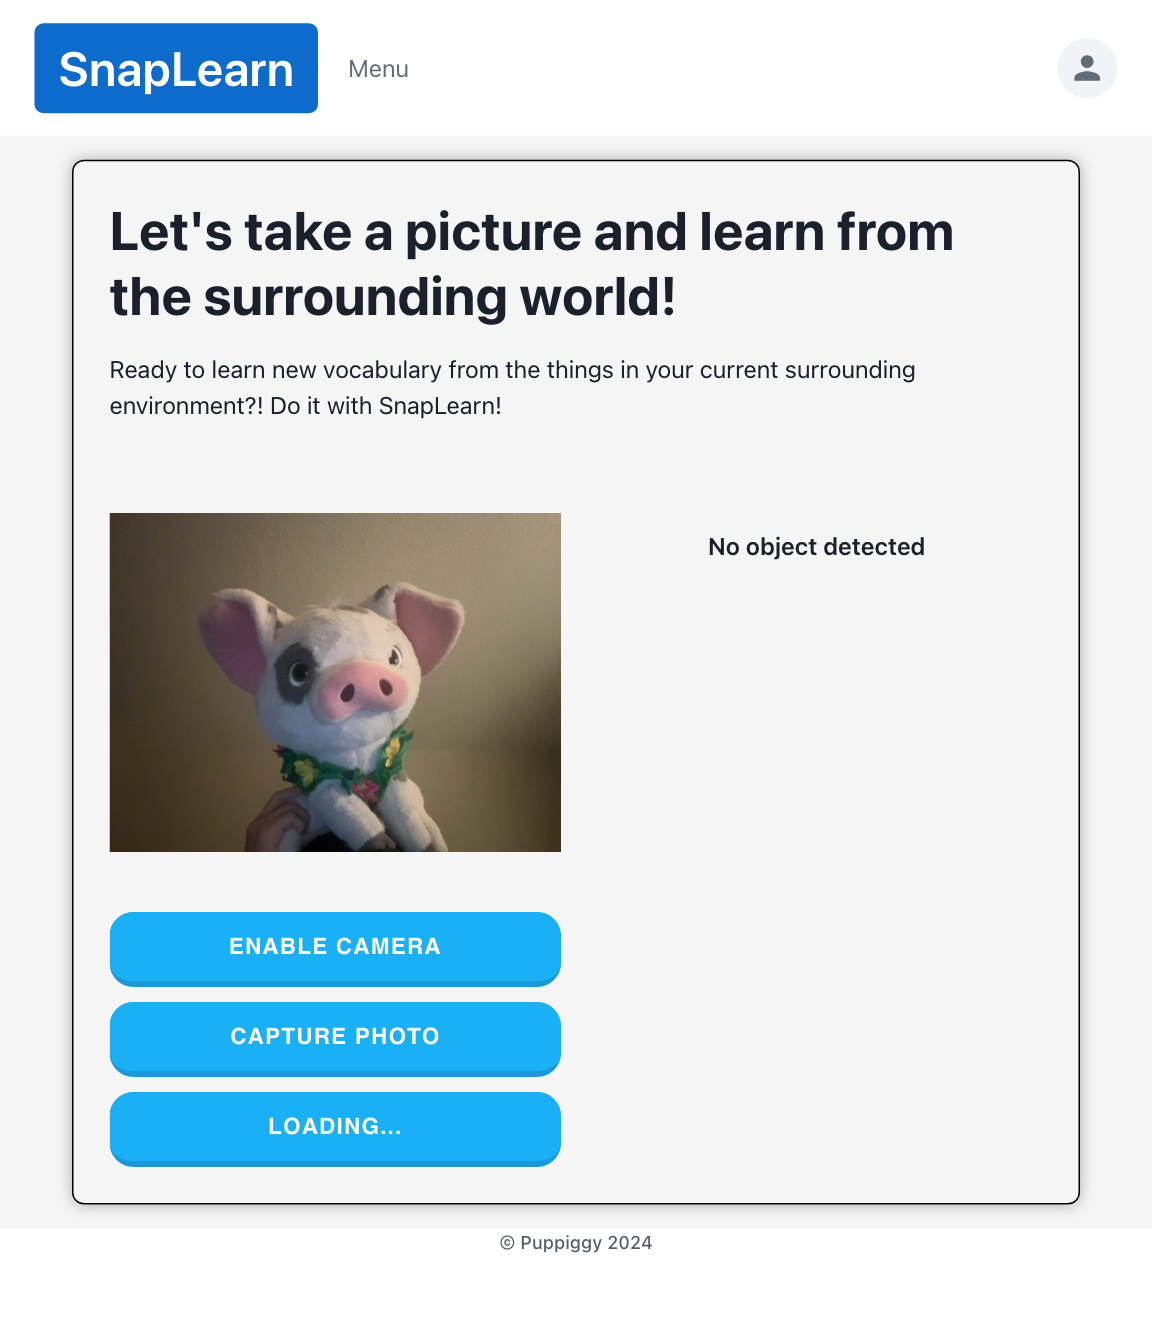 SnapLearn
Menu
Let's take a picture and learn from
the surrounding world!
Ready to learn new vocabulary from the things in your current surrounding
environment?! Do it with SnapLearn!
No object detected
ENABLE CAMERA
CAPTURE PHOTO
LOADING...
© Puppiggy 2024